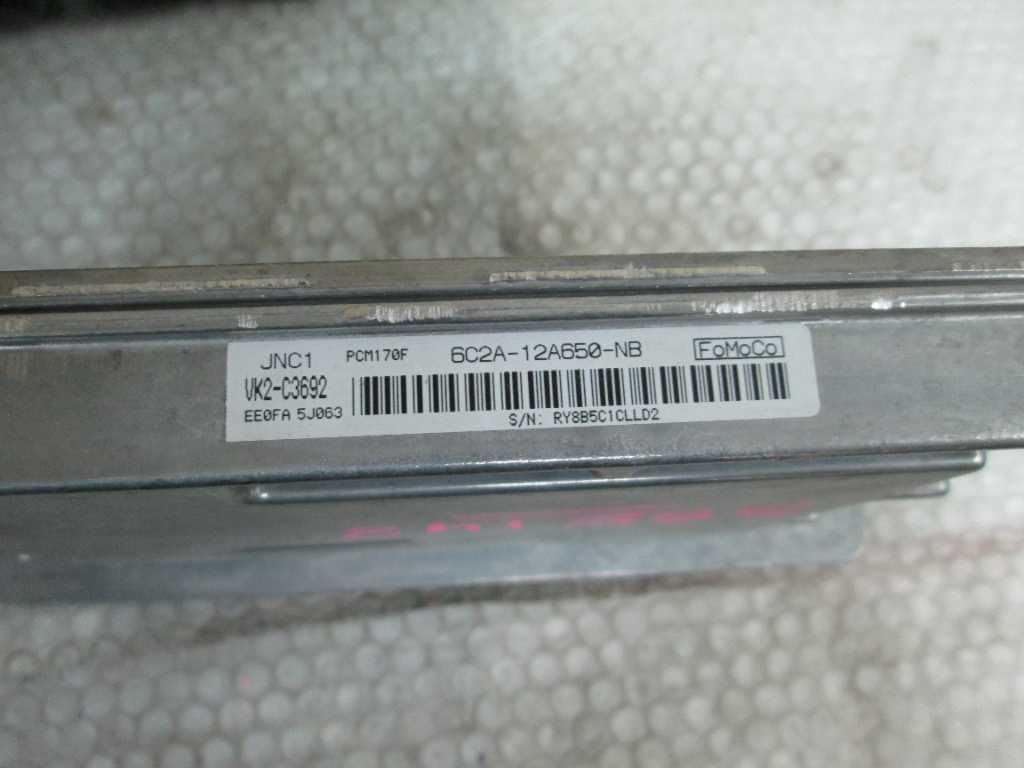 JNC1 PCM170F 6C2A-12A650-NB FoMoCo
VK2-C3692
EE0FA 5J063
S/N: RY8B5C1CLLD2